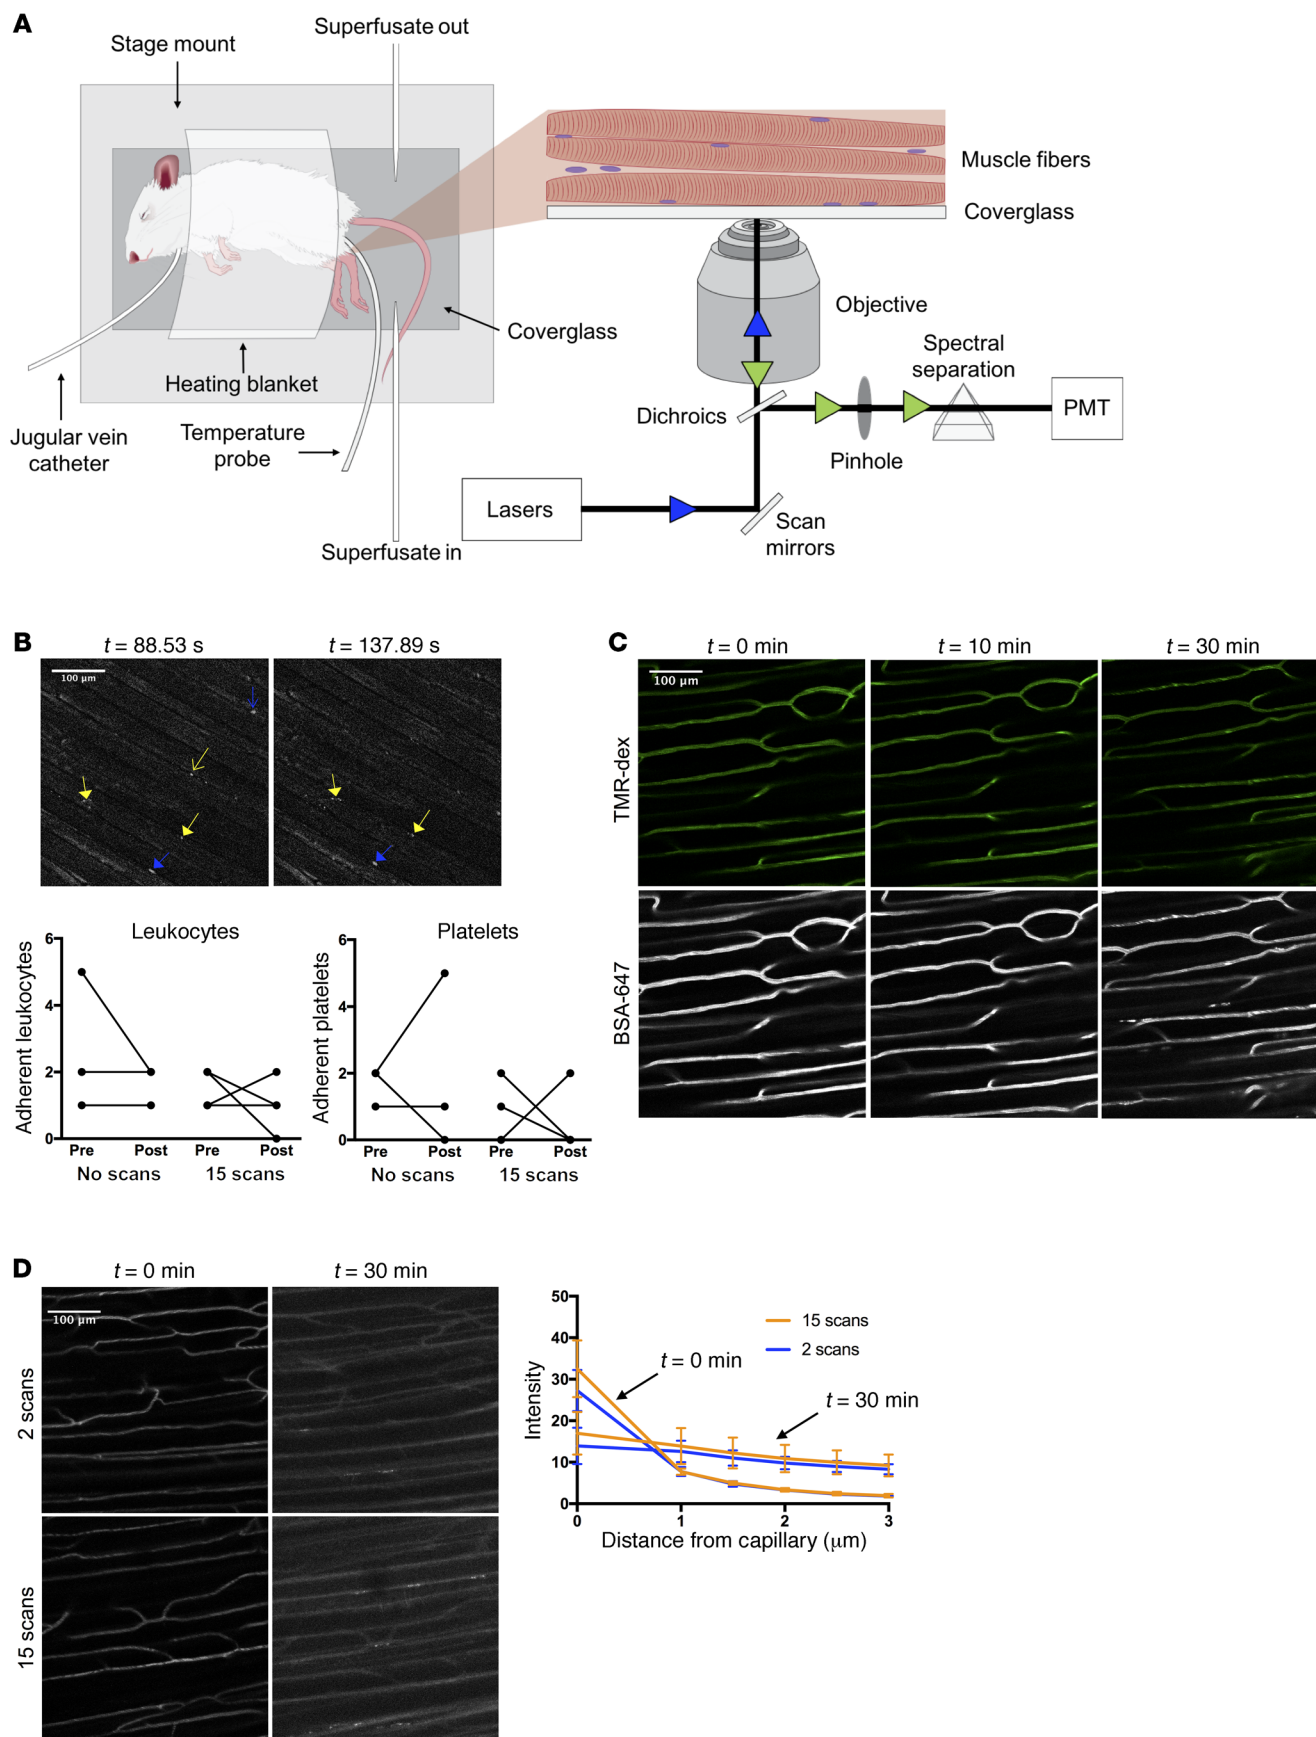 A
Superfusate out
Stage mount
Muscle fibers
Coverglass
Objective
Coverglass
Spectral
separation
Heating blanket
Dichroics
PMT
Jugular vein
catheter
Temperature
probe
Pinhole
Lasers
Scan
mirrors
Superfusate in
B
t = 88.53 s
t = 137.89 s
100 µm
Leukocytes
Adherent leukocytes
6
4
2
0
Pre
Post
Pre
Post
No scans
15 scans
Platelets
Adherent platelets
6
4
2
0
Pre
Post
Pre
Post
No scans
15 scans
C
t = 0 min
t = 10 min
t = 30 min
100 µm
TMR-dex
BSA-647
D
t = 0 min
t = 30 min
100 µm
2 scans
15 scans
50
40
30
20
10
0
Intensity
15 scans
2 scans
t = 0 min
t = 30 min
0
1
2
3
Distance from capillary (µm)